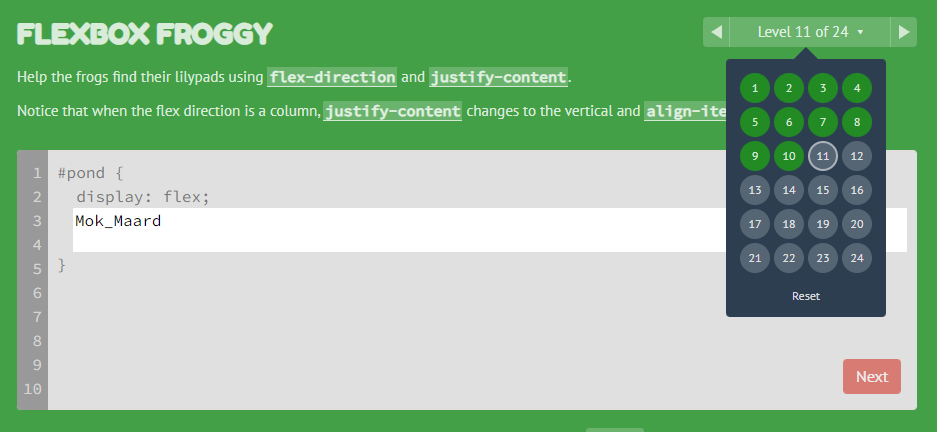 FLEXBOX FROGGY
◀ Level 11 of 24 ▼ ▶
Help the frogs find their lilypads using flex-direction and justify-content.
Notice that when the flex direction is a column, justify-content changes to the vertical and
1 2 3 4
5 6 7 8
9 10 11 12
13 14 15 16
17 18 19 20
21 22 23 24
Reset
1 #pond {
2 display: flex;
3 Mok_Maard
4
5 }
6
7
8
9
10
Next